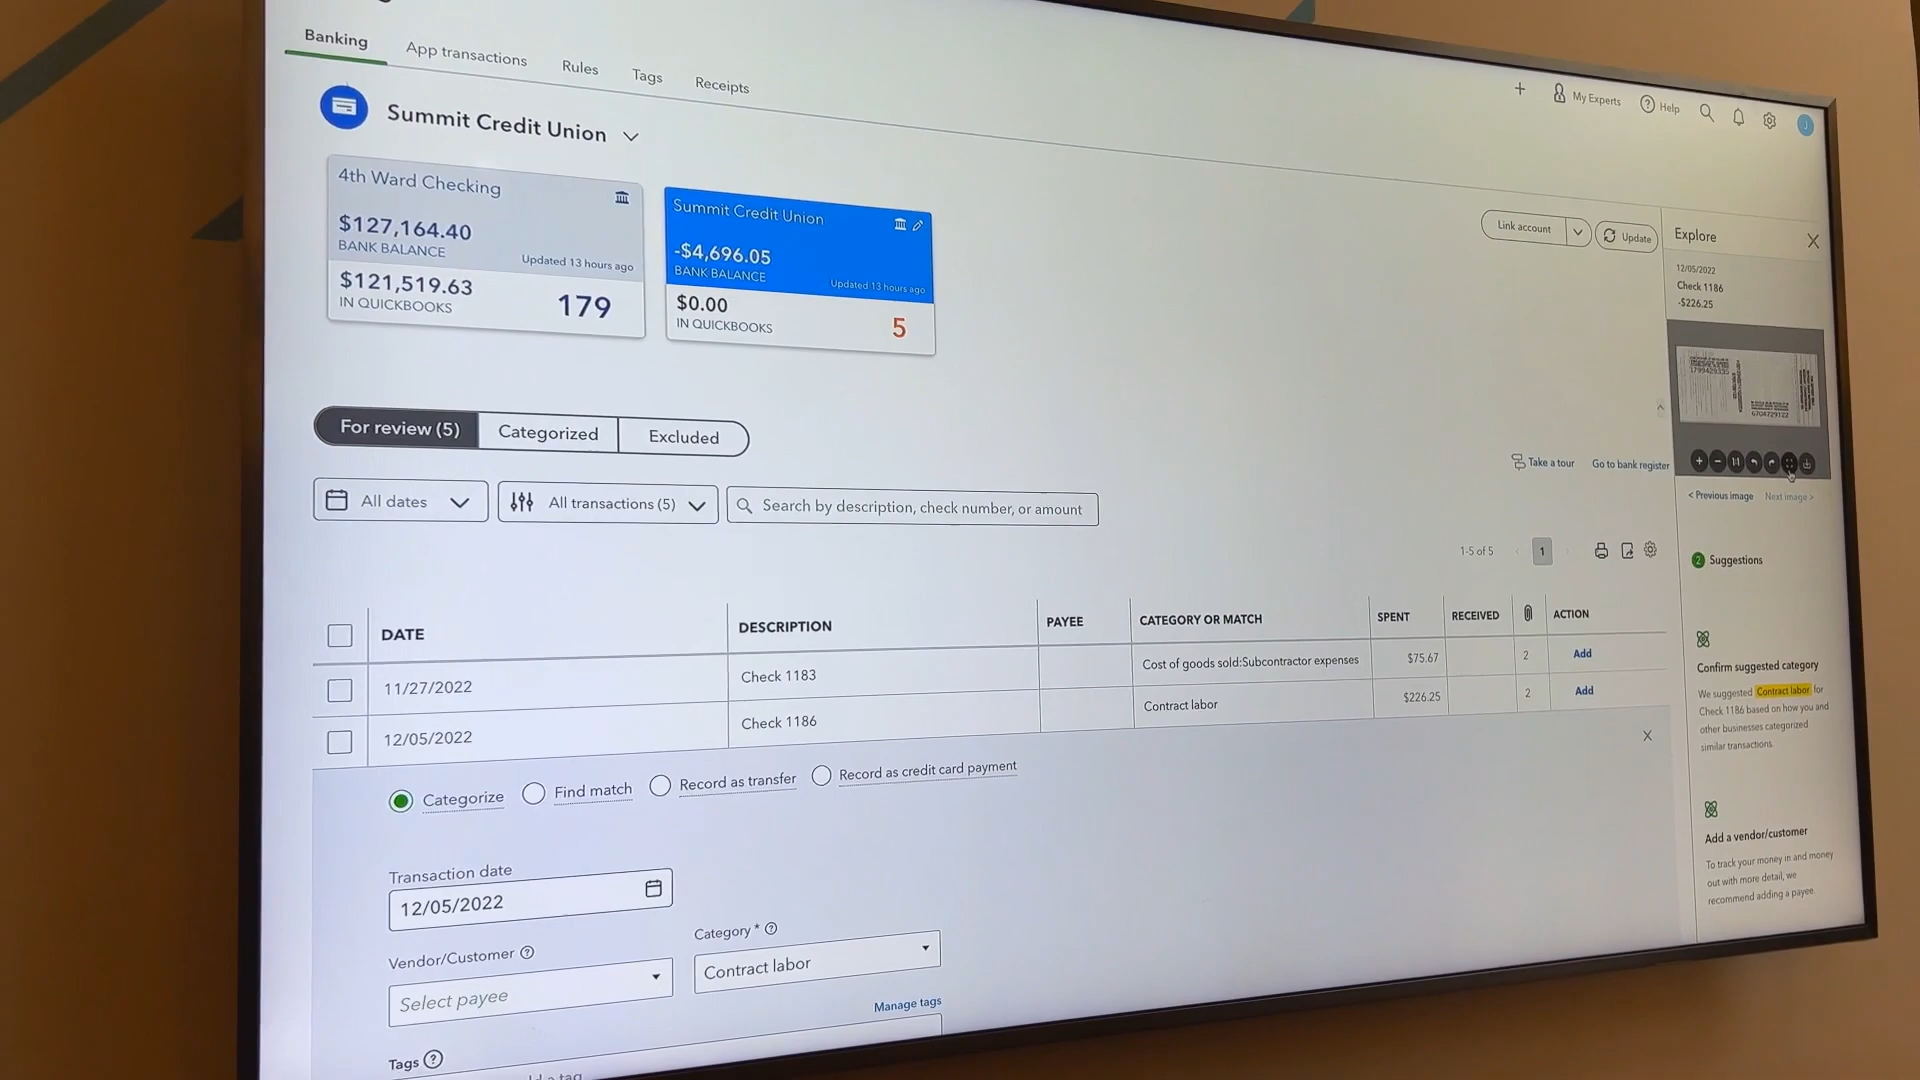 Banking
App transactions
Rules
Tags
Receipts
My Experts
Help
J
Summit Credit Union
4th Ward Checking
$127,164.40
BANK BALANCE
Updated 13 hours ago
$121,519.63
IN QUICKBOOKS
179
Summit Credit Union
-$4,696.05
BANK BALANCE
Updated 13 hours ago
$0.00
IN QUICKBOOKS
5
Link account
Update
Explore
12/05/2022
Check 1186
-$226.25
For review (5)
Categorized
Excluded
Take a tour
Go to bank register
< Previous image
Next image >
All dates
All transactions (5)
Search by description, check number, or amount
1-5 of 5
1
2 Suggestions
DATE
DESCRIPTION
PAYEE
CATEGORY OR MATCH
SPENT
RECEIVED
ACTION
11/27/2022
Check 1183
Cost of goods sold:Subcontractor expenses
$75.67
2
Add
12/05/2022
Check 1186
Contract labor
$226.25
2
Add
Confirm suggested category
We suggested Contract labor for
Check 1186 based on how you and
other businesses categorized
similar transactions.
Categorize
Find match
Record as transfer
Record as credit card payment
Add a vendor/customer
To track your money in and money
out with more detail, we
recommend adding a payee.
Transaction date
12/05/2022
Vendor/Customer
Select payee
Category *
Contract labor
Manage tags
Tags